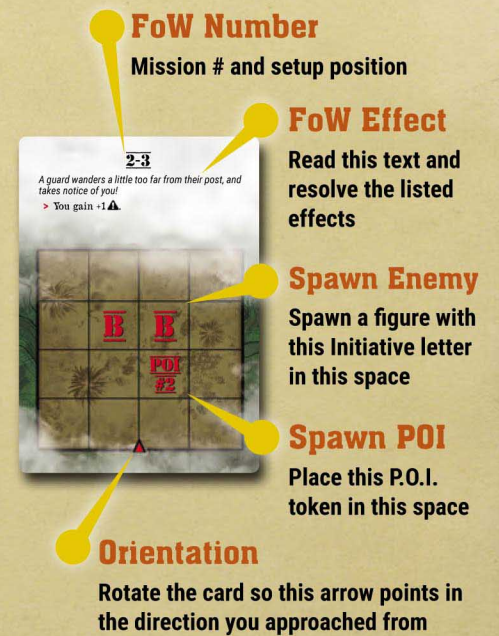 FoW Number
Mission # and setup position
FoW Effect
Read this text and
resolve the listed
effects
2-3
A guard wanders a little too far from their post, and
takes notice of you!
> You gain +1⚠.
Spawn Enemy
Spawn a figure with
this Initiative letter
in this space
B B
POI
#2
Spawn POI
Place this P.O.I.
token in this space
Orientation
Rotate the card so this arrow points in
the direction you approached from